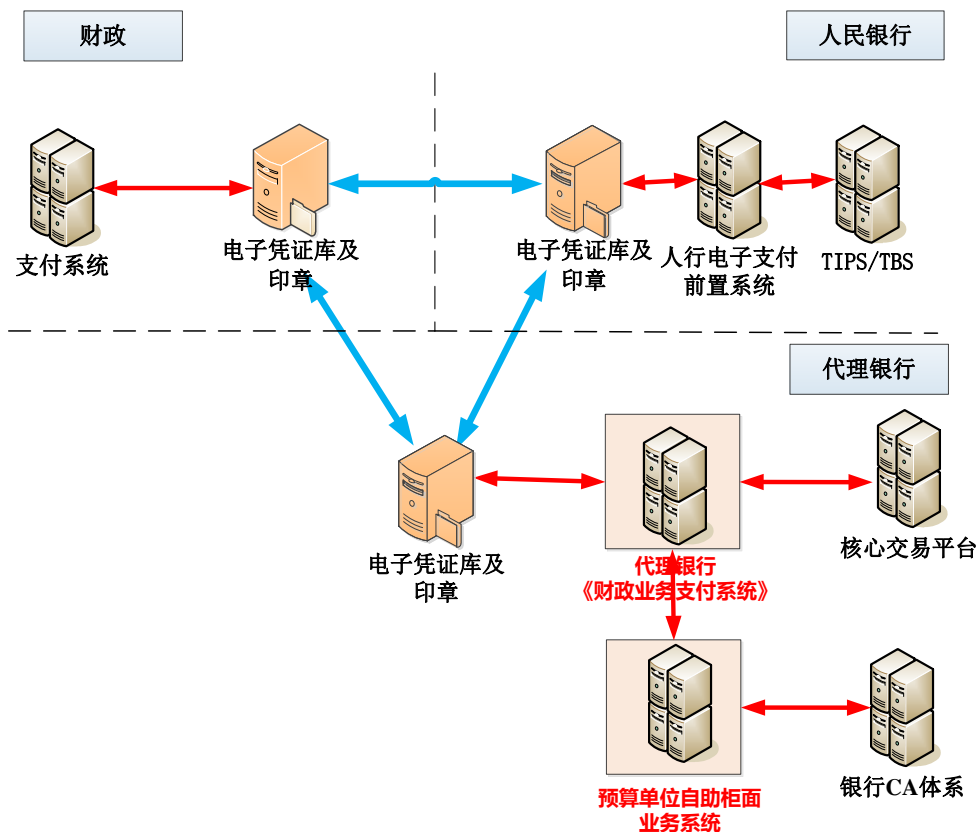 财政
人民银行
支付系统
电子凭证库及
印章
电子凭证库及
印章
人行电子支付
前置系统
TIPS/TBS
代理银行
电子凭证库及
印章
代理银行
《财政业务支付系统》
核心交易平台
预算单位自助柜面
业务系统
银行CA体系